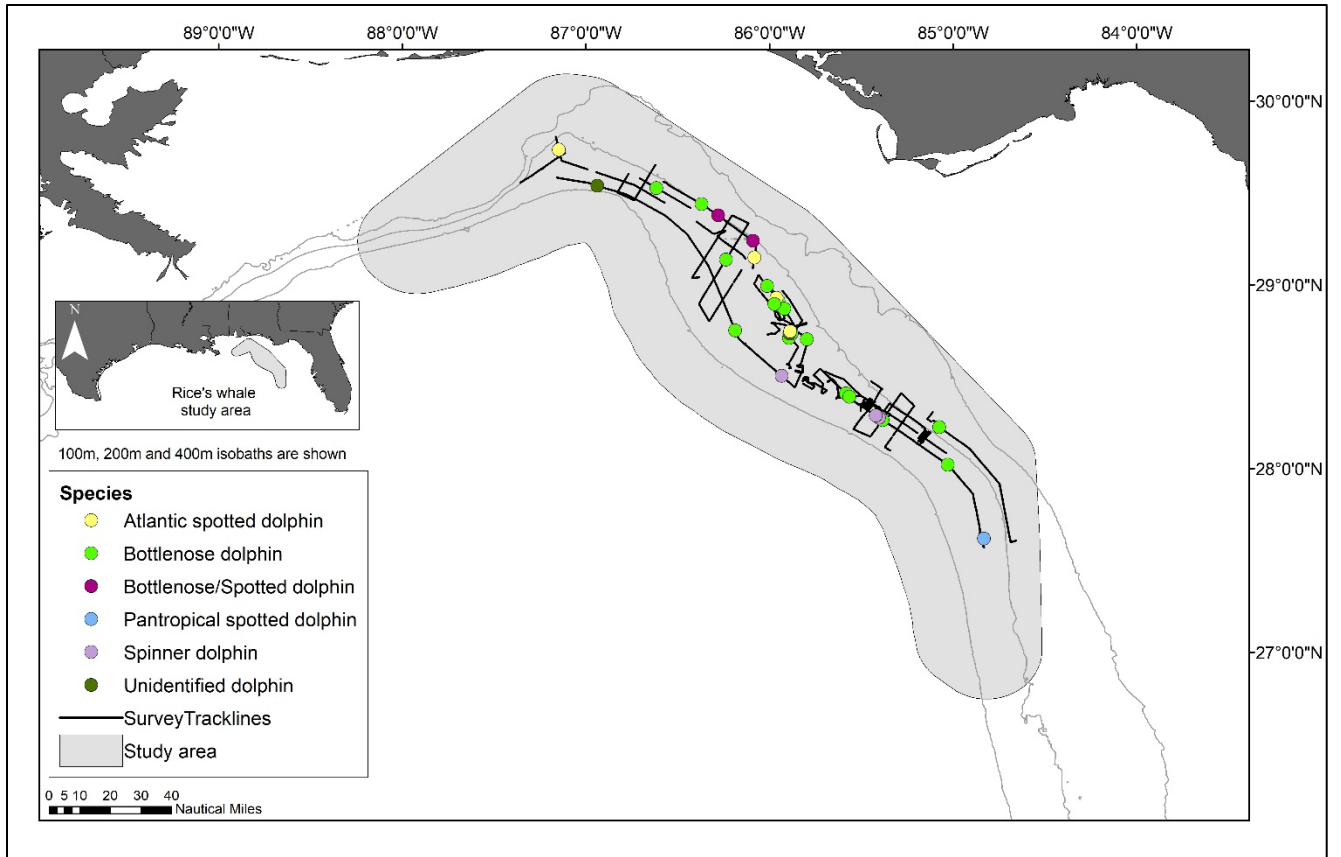 89°0'0"W 88°0'0"W 87°0'0"W 86°0'0"W 85°0'0"W 84°0'0"W
30°0'0"N
29°0'0"N
28°0'0"N
27°0'0"N
N
Rice's whale
study area
100m, 200m and 400m isobaths are shown
Species
Atlantic spotted dolphin
Bottlenose dolphin
Bottlenose/Spotted dolphin
Pantropical spotted dolphin
Spinner dolphin
Unidentified dolphin
SurveyTracklines
Study area
0 5 10 20 30 40
Nautical Miles